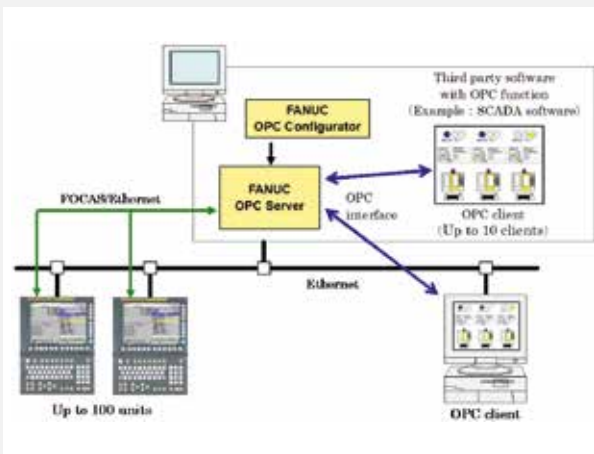 Third party software
with OPC function
(Example : SCADA software)
FANUC
OPC Configurator
FANUC
OPC Server
FOCAS/Ethernet
OPC
interface
OPC client
(Up to 10 clients)
Ethernet
Up to 100 units
OPC client